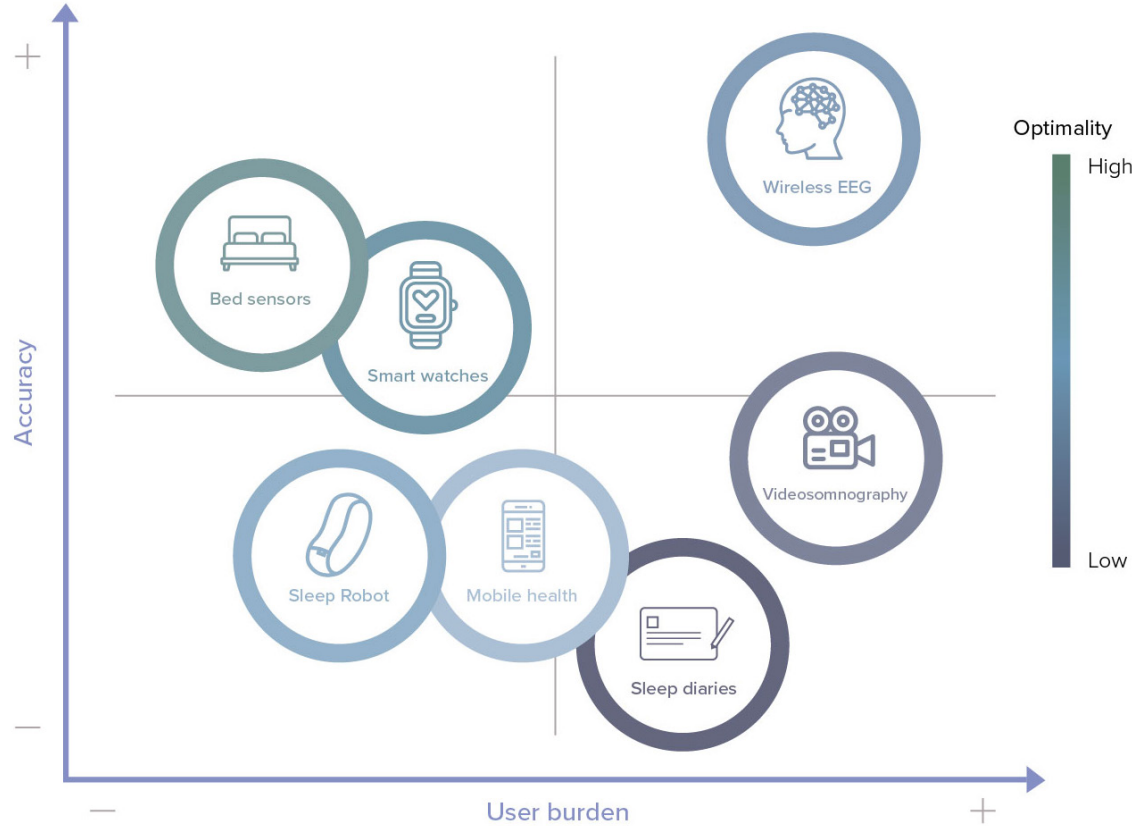 Wireless EEG
Optimality
High
Bed sensors
Smart watches
Accuracy
Videosomnography
Low
Sleep Robot
Mobile health
Sleep diaries
User burden
+
−
−
+